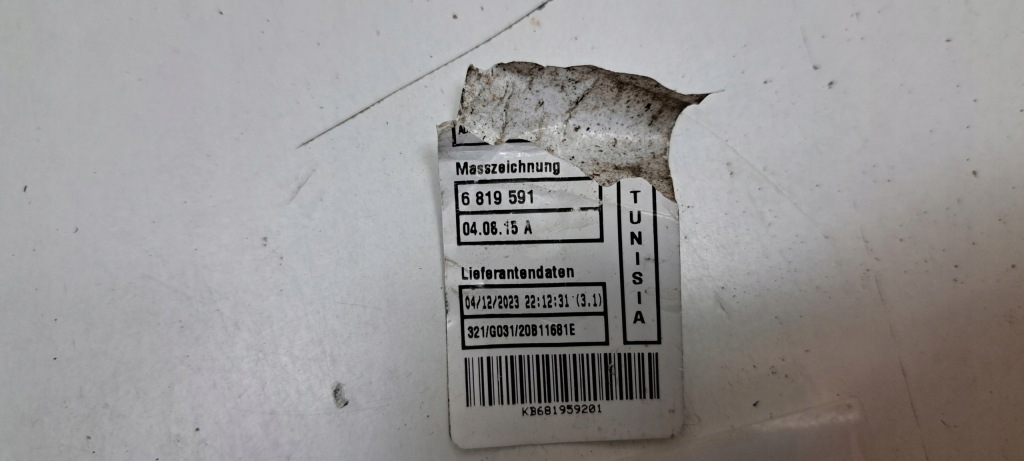 Masszeichnung
6 819 591
04.08.15 A
TUNISIA
Lieferantendaten
04/12/2023 22:12:31 (3.1)
321/G031/20B11681E
KB681959201